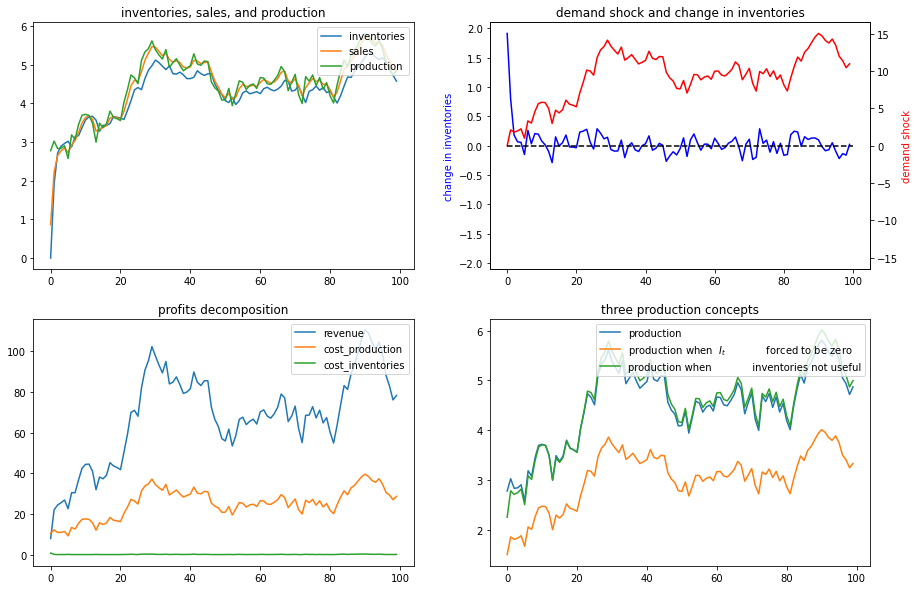 inventories, sales, and production
6
5
4
3
2
1
0
0 20 40 60 80 100
inventories
sales
production
demand shock and change in inventories
change in inventories
2.0
1.5
1.0
0.5
0.0
−0.5
−1.0
−1.5
−2.0
0 20 40 60 80 100
15
10
5
0
−5
−10
−15
demand shock
profits decomposition
100
80
60
40
20
0
0 20 40 60 80 100
revenue
cost_production
cost_inventories
three production concepts
6
5
4
3
2
0 20 40 60 80 100
production
production when I_t forced to be zero
production when inventories not useful